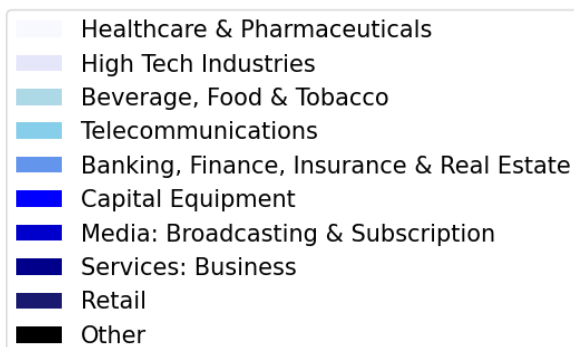 Healthcare & Pharmaceuticals
High Tech Industries
Beverage, Food & Tobacco
Telecommunications
Banking, Finance, Insurance & Real Estate
Capital Equipment
Media: Broadcasting & Subscription
Services: Business
Retail
Other